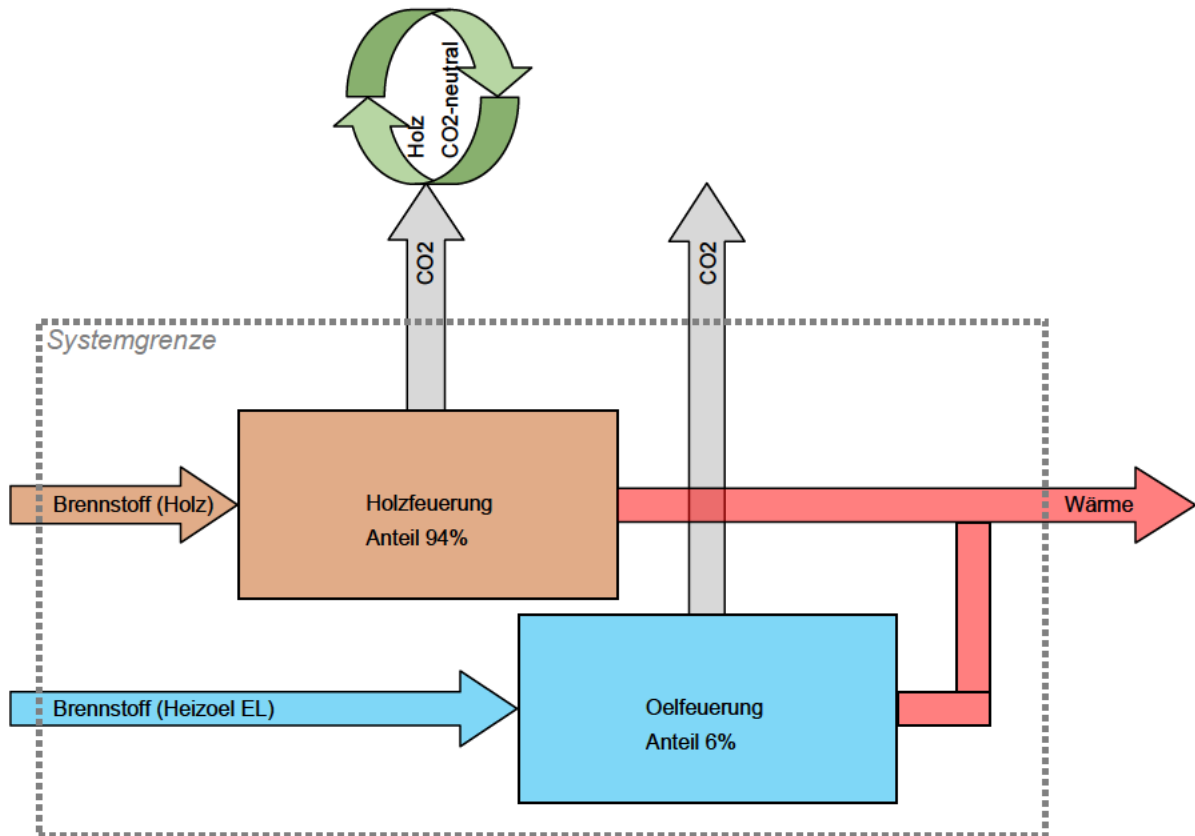 Holz
CO2-neutral
CO2
CO2
Systemgrenze
Brennstoff (Holz)
Holzfeuerung
Anteil 94%
Wärme
Brennstoff (Heizoel EL)
Oelfeuerung
Anteil 6%